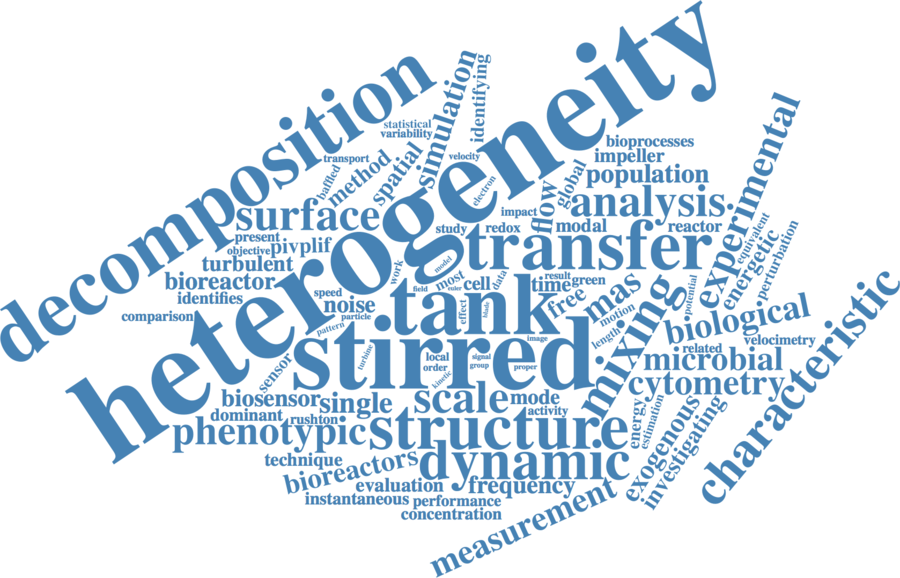 heterogeneity
decomposition
stirred
tank
transfer
structure
dynamic
characteristic
mixing
experimental
analysis
surface
simulation
measurement
phenotypic
scale
mas
biological
microbial
cytometry
statistical
variability
identifying
transport
baffled
method
spatial
velocity
electron
bioprocesses
impeller
population
global
flow
impact
study
redox
modal
reactor
present
objective
pivplif
turbulent
bioreactor
identifies
comparison
work
model
most
field
euler
cell
data
effect
blade
time
result
green
free
motion
length
potential
energetic
equivalent
perturbation
speed
noise
particle
pattern
turbine
image
sensor
local
order
signal
group
proper
kinetic
related
velocimetry
biosensor
single
mode
activity
dominant
rushton
energy
estimation
exogenous
investigating
technique
bioreactors
evaluation
frequency
instantaneous
performance
concentration